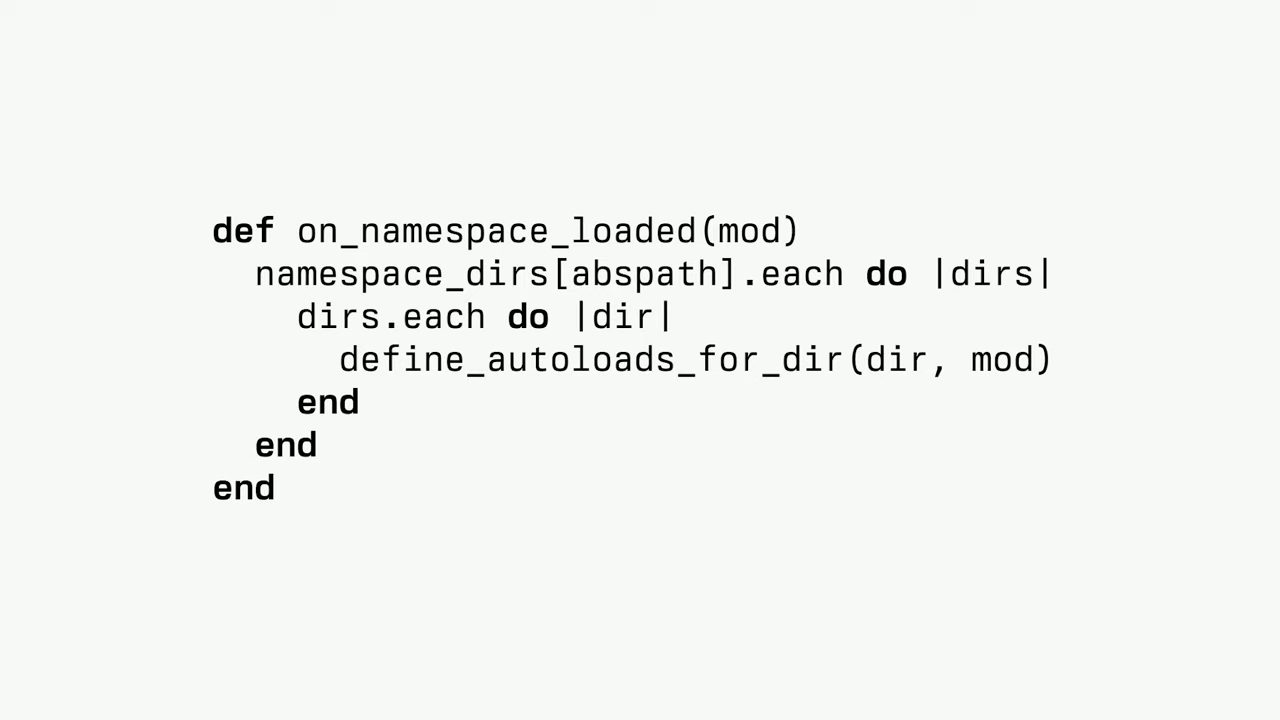 def on_namespace_loaded(mod)
  namespace_dirs[abspath].each do |dirs|
    dirs.each do |dir|
      define_autoloads_for_dir(dir, mod)
    end
  end
end